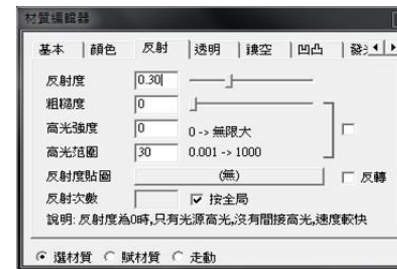 材質編輯器
基本 顏色 反射 透明 鏤空 凹凸
反射度 0.30
粗糙度 0
高光強度 0 0 -> 無限大
高光范圍 30 0.001 -> 1000
反射度貼圖 (無) 反轉
反射次數 按全局
說明: 反射度為0時,只有光源高光,沒有間接高光,速度較快
選材質 賦材質 走動